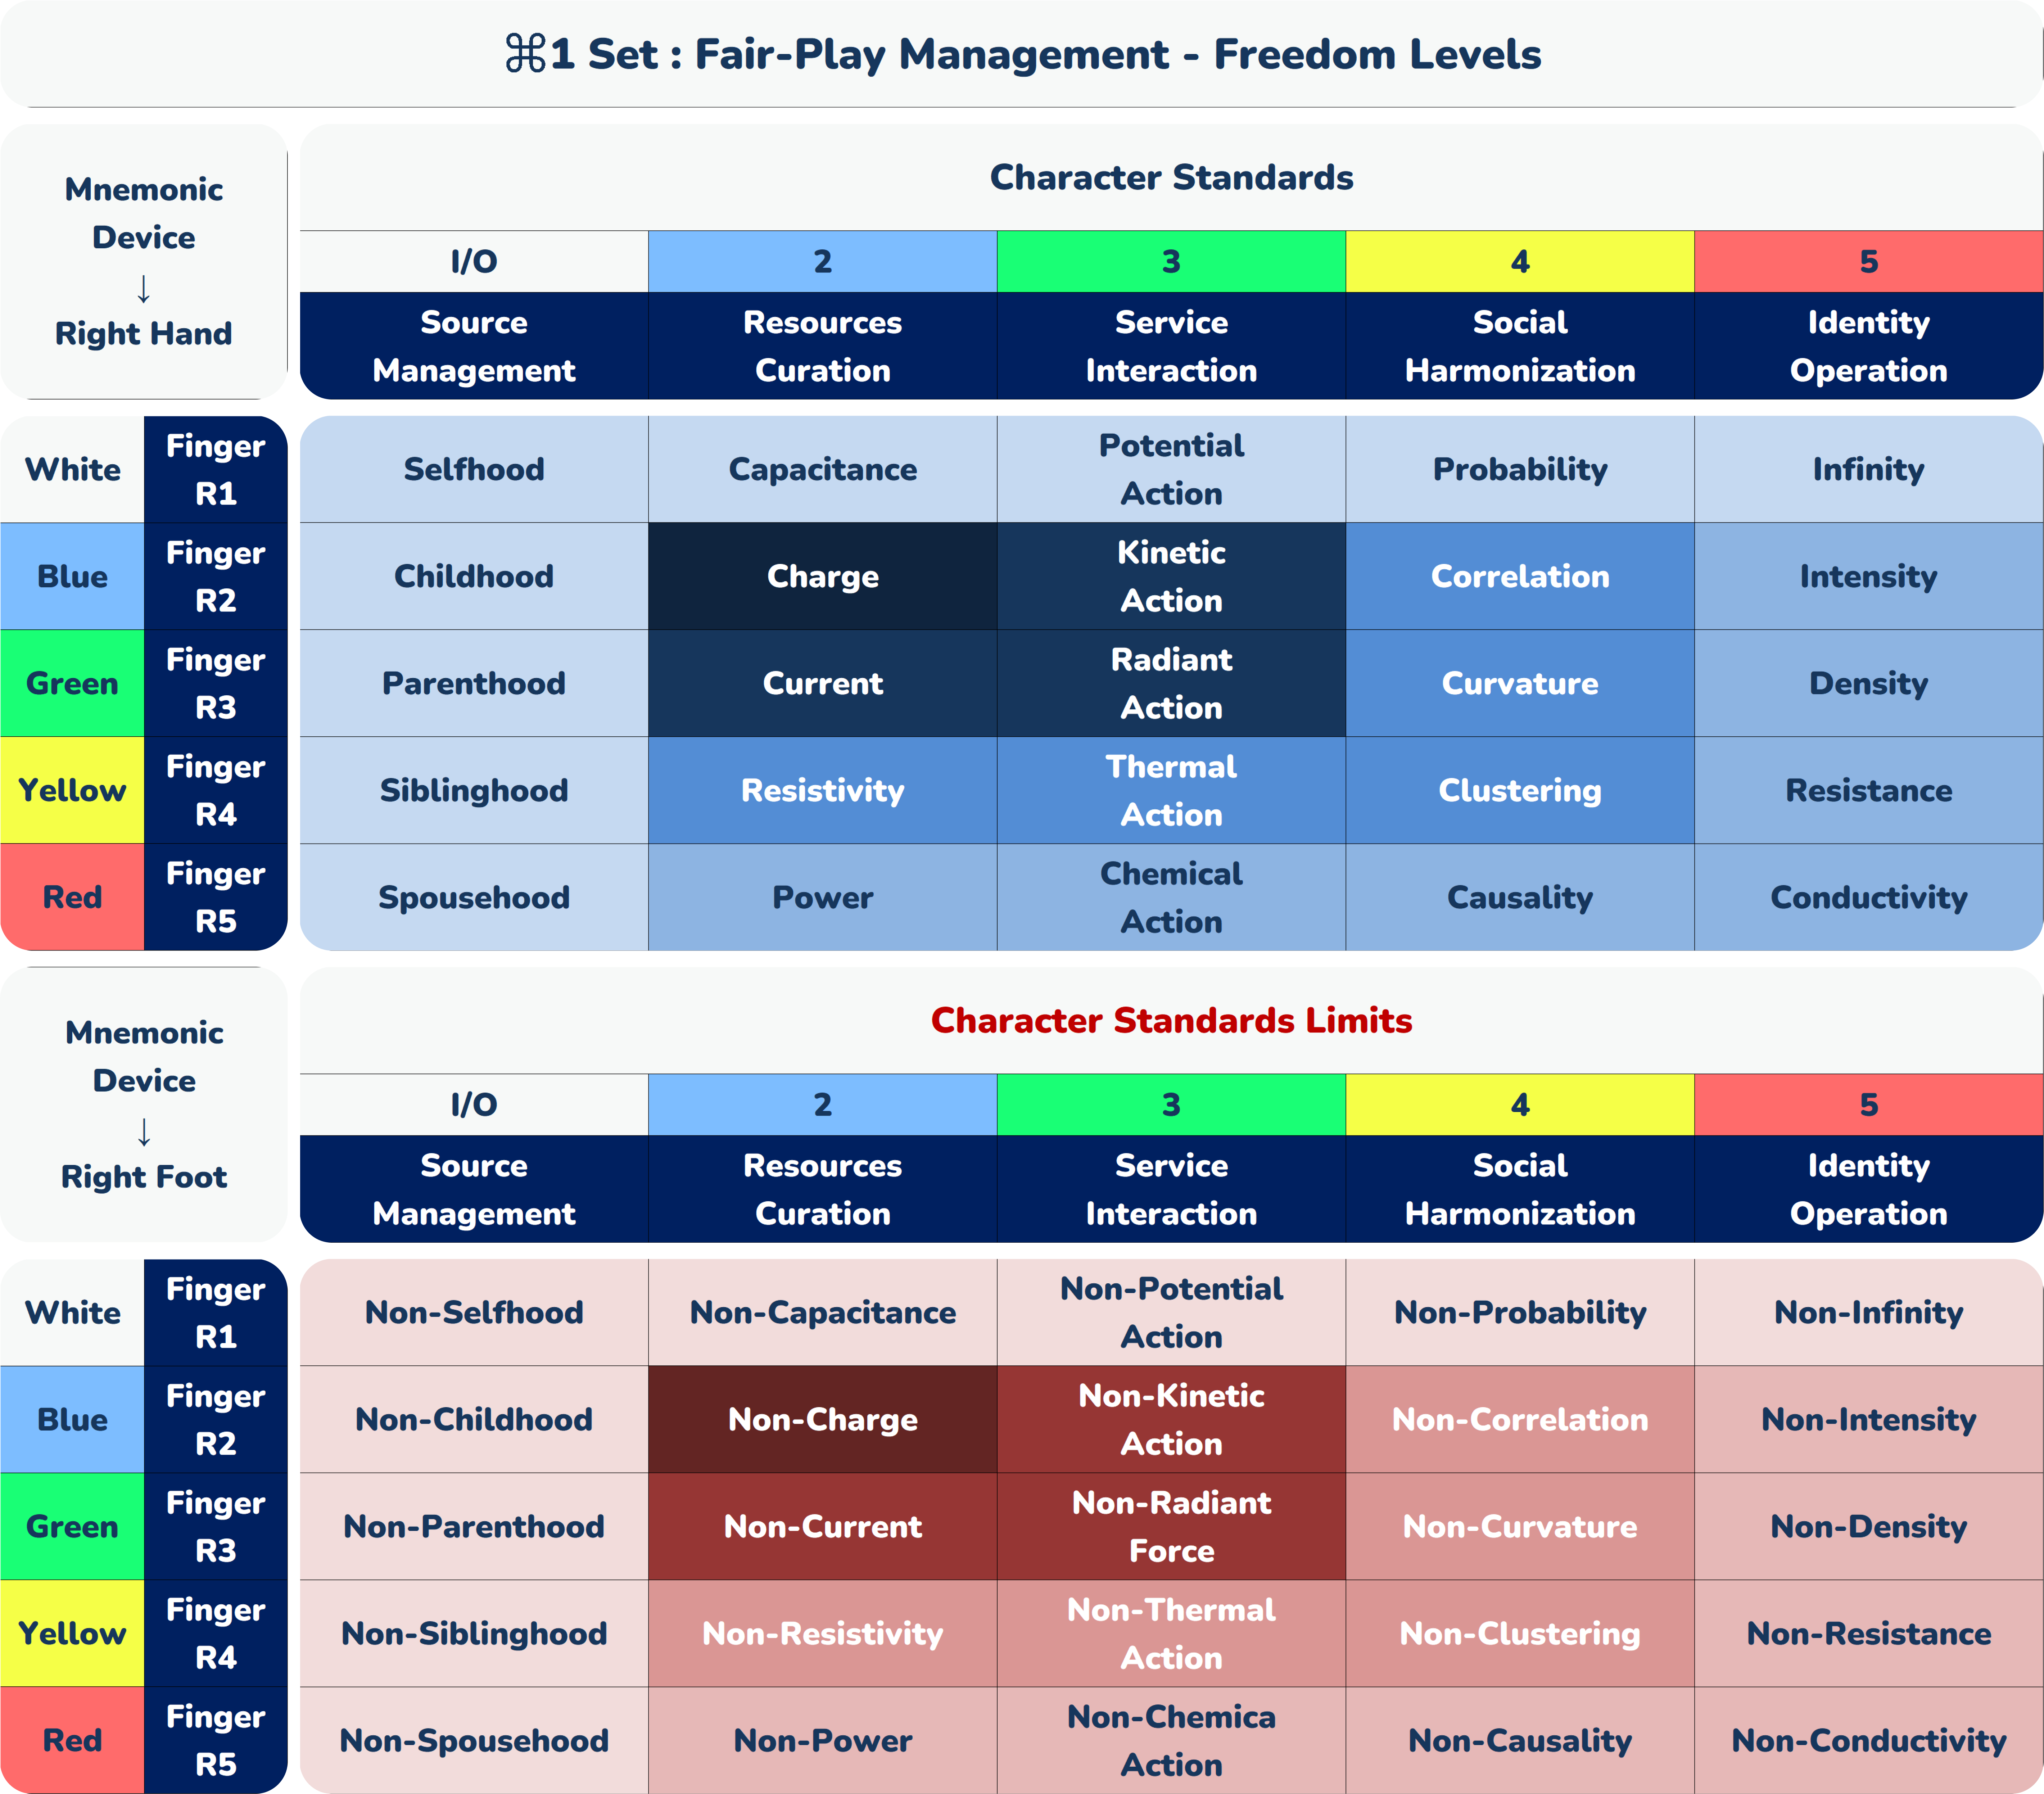 ⌘1 Set : Fair-Play Management - Freedom Levels
Mnemonic
Device
↓
Right Hand
Character Standards
I/O 2 3 4 5
Source Resources Service Social Identity
Management Curation Interaction Harmonization Operation
White Finger R1 Selfhood Capacitance Potential Action Probability Infinity
Blue Finger R2 Childhood Charge Kinetic Action Correlation Intensity
Green Finger R3 Parenthood Current Radiant Action Curvature Density
Yellow Finger R4 Siblinghood Resistivity Thermal Action Clustering Resistance
Red Finger R5 Spousehood Power Chemical Action Causality Conductivity
Mnemonic
Device
↓
Right Foot
Character Standards Limits
I/O 2 3 4 5
Source Resources Service Social Identity
Management Curation Interaction Harmonization Operation
White Finger R1 Non-Selfhood Non-Capacitance Non-Potential Action Non-Probability Non-Infinity
Blue Finger R2 Non-Childhood Non-Charge Non-Kinetic Action Non-Correlation Non-Intensity
Green Finger R3 Non-Parenthood Non-Current Non-Radiant Force Non-Curvature Non-Density
Yellow Finger R4 Non-Siblinghood Non-Resistivity Non-Thermal Action Non-Clustering Non-Resistance
Red Finger R5 Non-Spousehood Non-Power Non-Chemica Action Non-Causality Non-Conductivity